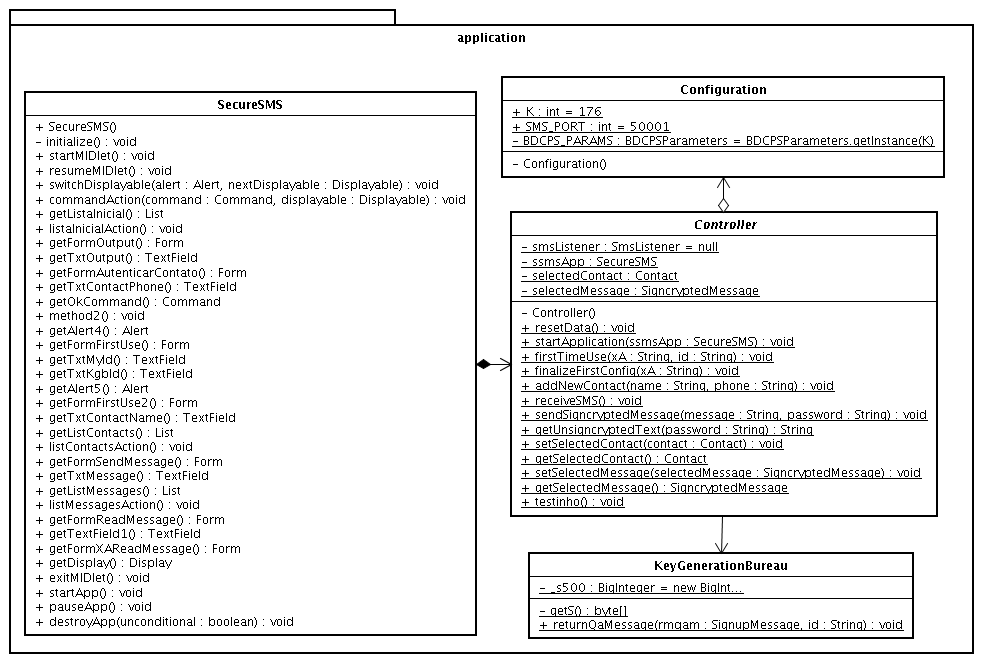 application
SecureSMS
+ SecureSMS()
- initialize() : void
+ startMIDlet() : void
+ resumeMIDlet() : void
+ switchDisplayable(alert : Alert, nextDisplayable : Displayable) : void
+ commandAction(command : Command, displayable : Displayable) : void
+ getListaInicial() : List
+ listaInicialAction() : void
+ getFormOutput() : Form
+ getTxtOutput() : TextField
+ getFormAutenticarContato() : Form
+ getTxtContactPhone() : TextField
+ getOkCommand() : Command
+ method2() : void
+ getAlert4() : Alert
+ getFormFirstUse() : Form
+ getTxtMyId() : TextField
+ getTxtKgbId() : TextField
+ getAlert5() : Alert
+ getFormFirstUse2() : Form
+ getTxtContactName() : TextField
+ getListContacts() : List
+ listContactsAction() : void
+ getFormSendMessage() : Form
+ getTxtMessage() : TextField
+ getListMessages() : List
+ listMessagesAction() : void
+ getFormReadMessage() : Form
+ getTextField1() : TextField
+ getFormXAReadMessage() : Form
+ getDisplay() : Display
+ exitMIDlet() : void
+ startApp() : void
+ pauseApp() : void
+ destroyApp(unconditional : boolean) : void
Configuration
+ K : int = 176
+ SMS_PORT : int = 50001
- BDCPS_PARAMS : BDCPSParameters = BDCPSParameters.getInstance(K)
- Configuration()
Controller
- smsListener : SmsListener = null
- ssmsApp : SecureSMS
- selectedContact : Contact
- selectedMessage : SigncryptedMessage
- Controller()
+ resetData() : void
+ startApplication(ssmsApp : SecureSMS) : void
+ firstTimeUse(xA : String, id : String) : void
+ finalizeFirstConfig(xA : String) : void
+ addNewContact(name : String, phone : String) : void
+ receiveSMS() : void
+ sendSigncryptedMessage(message : String, password : String) : void
+ getUnsigncryptedText(password : String) : String
+ setSelectedContact(contact : Contact) : void
+ getSelectedContact() : Contact
+ setSelectedMessage(selectedMessage : SigncryptedMessage) : void
+ getSelectedMessage() : SigncryptedMessage
+ testinho() : void
KeyGenerationBureau
- _s500 : BigInteger = new BigInt...
- getS() : byte[]
+ returnQaMessage(rmqam : SignupMessage, id : String) : void